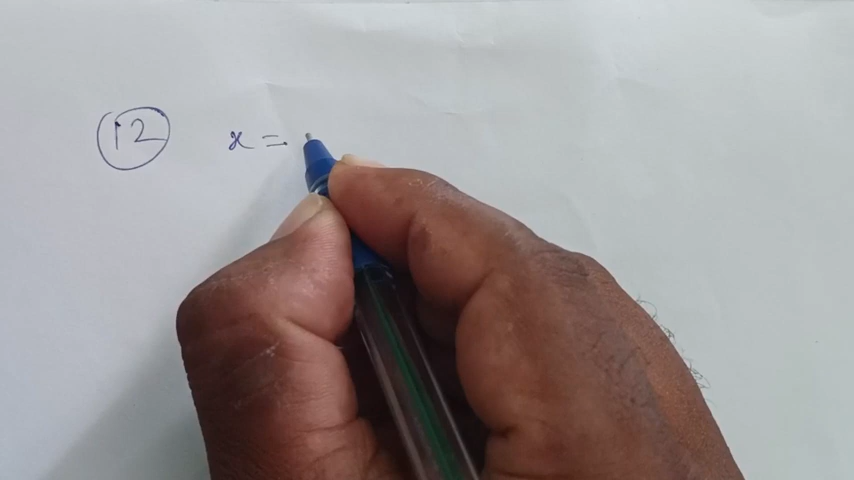 12 x =